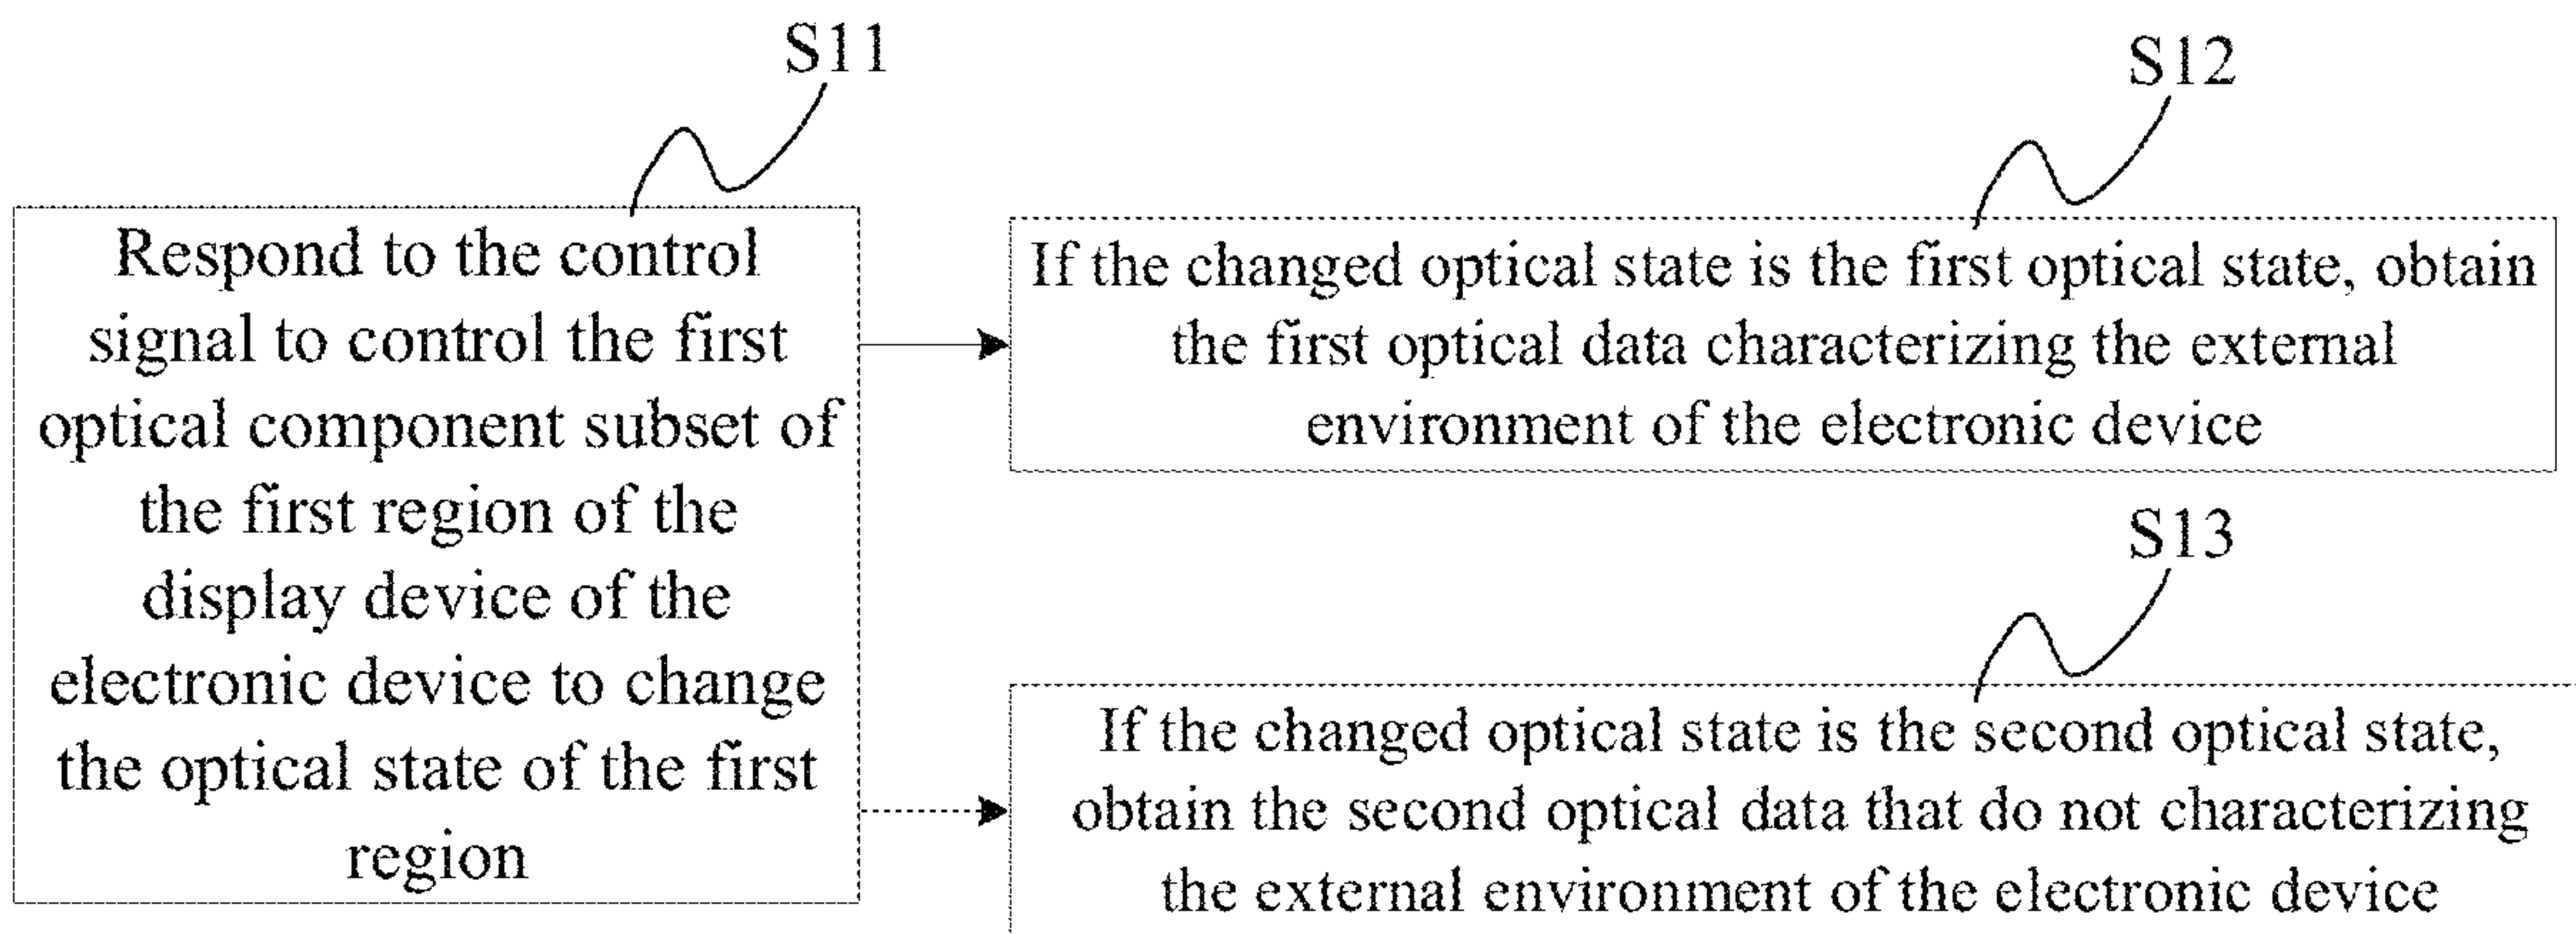 S11
Respond to the control
signal to control the first
optical component subset of
the first region of the
display device of the
electronic device to change
the optical state of the first
region
S12
If the changed optical state is the first optical state, obtain
the first optical data characterizing the external
environment of the electronic device
S13
If the changed optical state is the second optical state,
obtain the second optical data that do not characterizing
the external environment of the electronic device